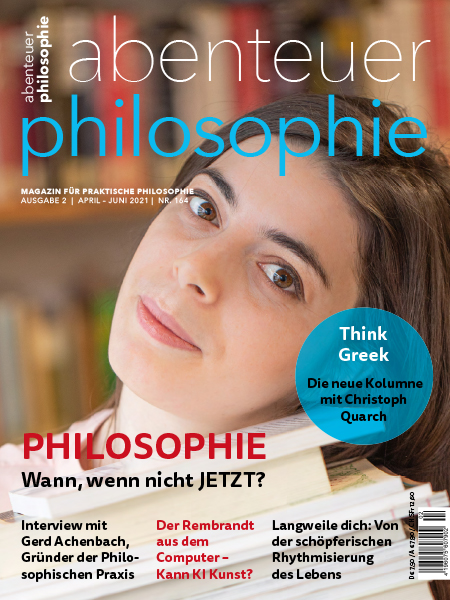 abenteuer
philosophie
abenteuer
philosophie
MAGAZIN FÜR PRAKTISCHE PHILOSOPHIE
AUSGABE 2 | APRIL – JUNI 2021 | NR. 164
Think
Greek
Die neue Kolumne
mit Christoph
Quarch
PHILOSOPHIE
Wann, wenn nicht JETZT?
Interview mit
Gerd Achenbach,
Gründer der Philo-
sophischen Praxis
Der Rembrandt
aus dem
Computer –
Kann KI Kunst?
Langweile dich: Von
der schöpferischen
Rhythmisierung
des Lebens